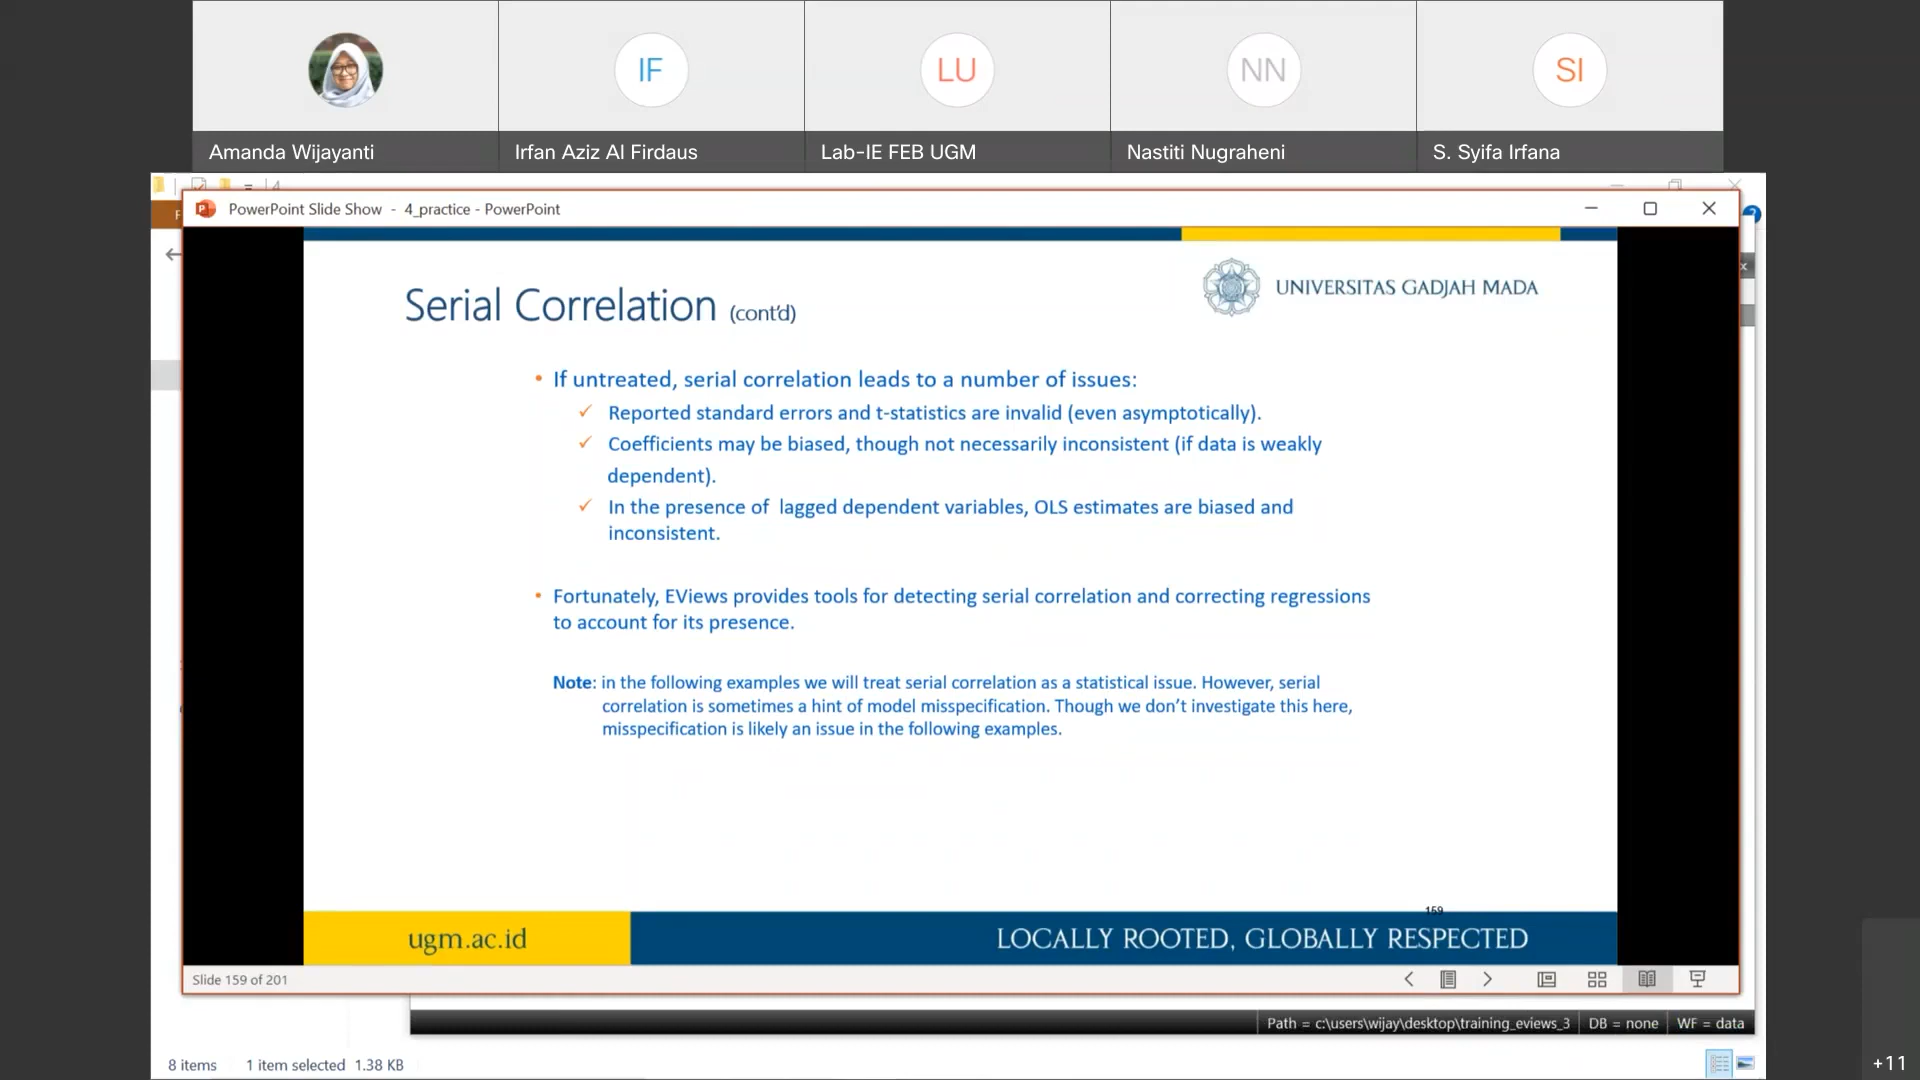 IF
LU
NN
SI
Amanda Wijayanti
Irfan Aziz Al Firdaus
Lab-IE FEB UGM
Nastiti Nugraheni
S. Syifa Irfana
PowerPoint Slide Show - 4_practice - PowerPoint
UNIVERSITAS GADJAH MADA
Serial Correlation (cont'd)
• If untreated, serial correlation leads to a number of issues:
✓ Reported standard errors and t-statistics are invalid (even asymptotically).
✓ Coefficients may be biased, though not necessarily inconsistent (if data is weakly
dependent).
✓ In the presence of lagged dependent variables, OLS estimates are biased and
inconsistent.
• Fortunately, EViews provides tools for detecting serial correlation and correcting regressions
to account for its presence.
Note: in the following examples we will treat serial correlation as a statistical issue. However, serial
correlation is sometimes a hint of model misspecification. Though we don't investigate this here,
misspecification is likely an issue in the following examples.
159
ugm.ac.id
LOCALLY ROOTED, GLOBALLY RESPECTED
Slide 159 of 201
Path = c:\users\wijay\desktop\training_eviews_3
DB = none
WF = data
8 items
1 item selected 1.38 KB
+11